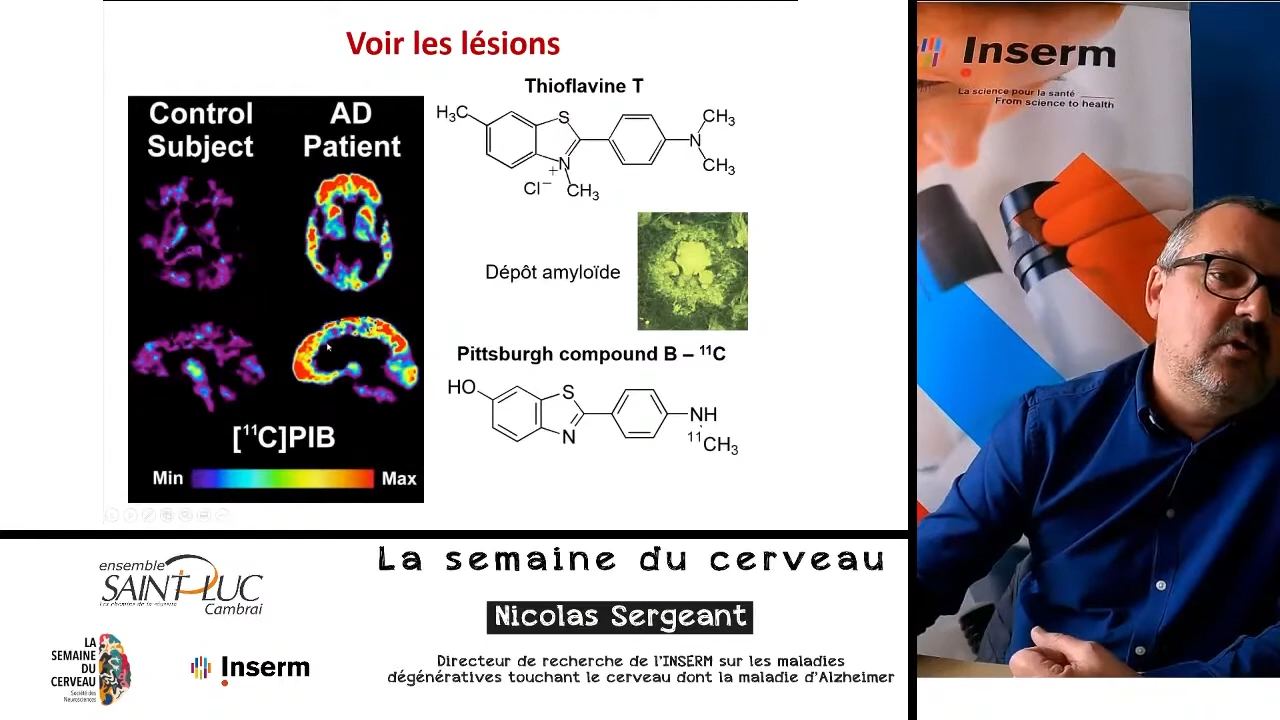 Voir les lésions
Control
Subject
AD
Patient
[¹¹C]PIB
Min
Max
Thioflavine T
H₃C
S
N
+
CH₃
Cl⁻
N
CH₃
CH₃
Dépôt amyloïde
Pittsburgh compound B – ¹¹C
HO
S
N
NH
¹¹CH₃
Inserm
La science pour la santé
From science to health
ensemble
SAINT LUC
Cambrai
La semaine du cerveau
Nicolas Sergeant
Directeur de recherche de l'INSERM sur les maladies
dégénératives touchant le cerveau dont la maladie d'Alzheimer
LA
SEMAINE
DU
CERVEAU
Société des
Neurosciences
Inserm